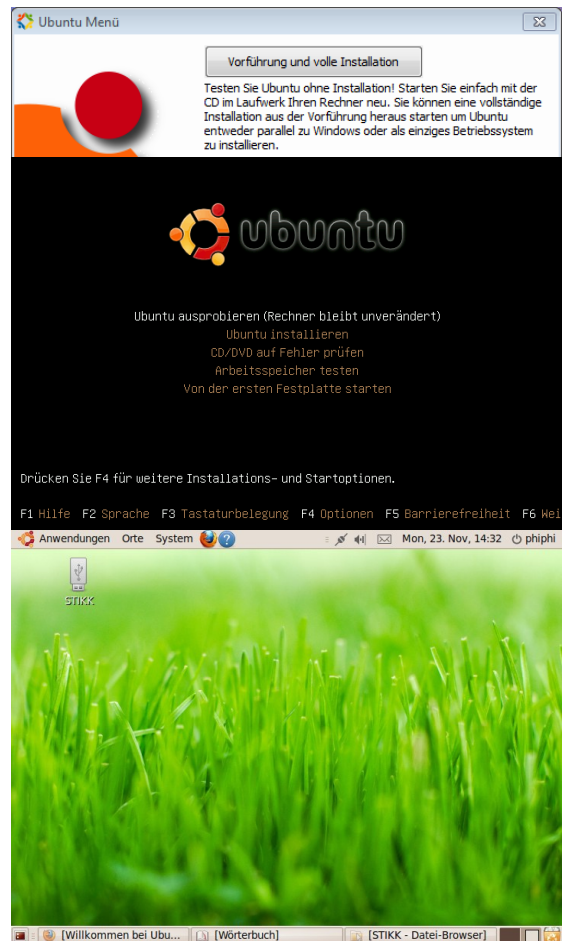 Ubuntu Menü
Vorführung und volle Installation
Testen Sie Ubuntu ohne Installation! Starten Sie einfach mit der
CD im Laufwerk Ihren Rechner neu. Sie können eine vollständige
Installation aus der Vorführung heraus starten um Ubuntu
entweder parallel zu Windows oder als einziges Betriebssystem
zu installieren.
ubuntu
Ubuntu ausprobieren (Rechner bleibt unverändert)
Ubuntu installieren
CD/DVD auf Fehler prüfen
Arbeitsspeicher testen
Von der ersten Festplatte starten
Drücken Sie F4 für weitere Installations- und Startoptionen.
F1 Hilfe F2 Sprache F3 Tastaturbelegung F4 Optionen F5 Barrierefreiheit F6 Wei
Anwendungen Orte System ? Mon, 23. Nov, 14:32 phiphi
STIKK
[Willkommen bei Ubu... [Wörterbuch] [STIKK - Datei-Browser]